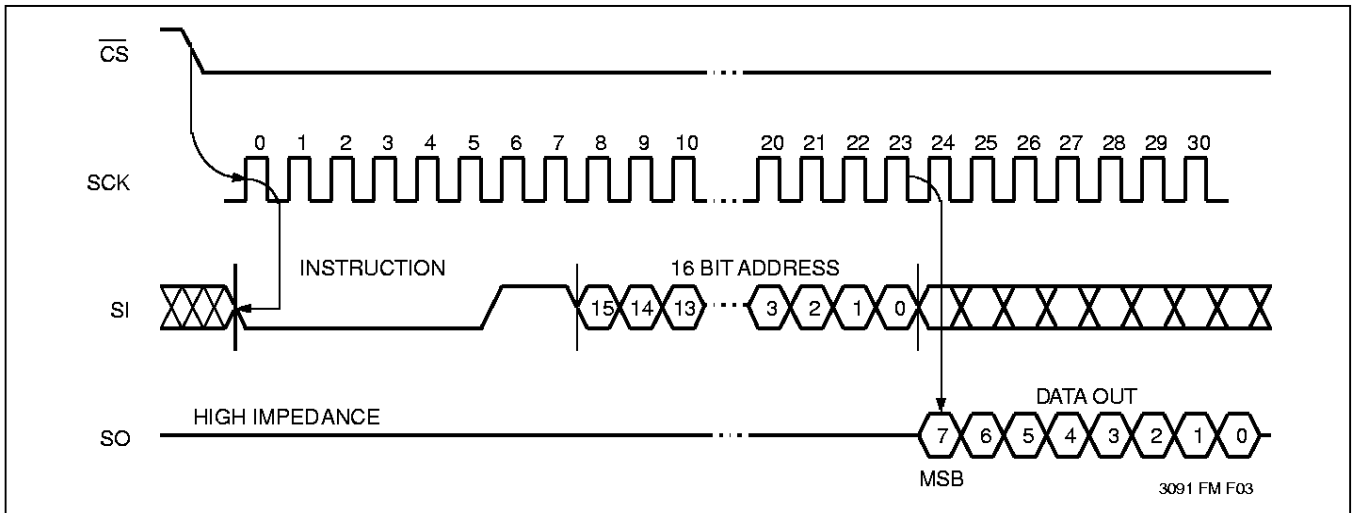 CS
0 1 2 3 4 5 6 7 8 9 10 20 21 22 23 24 25 26 27 28 29 30
SCK
INSTRUCTION 16 BIT ADDRESS
SI 15 14 13 3 2 1 0
HIGH IMPEDANCE DATA OUT
SO 7 6 5 4 3 2 1 0
MSB
3091 FM F03